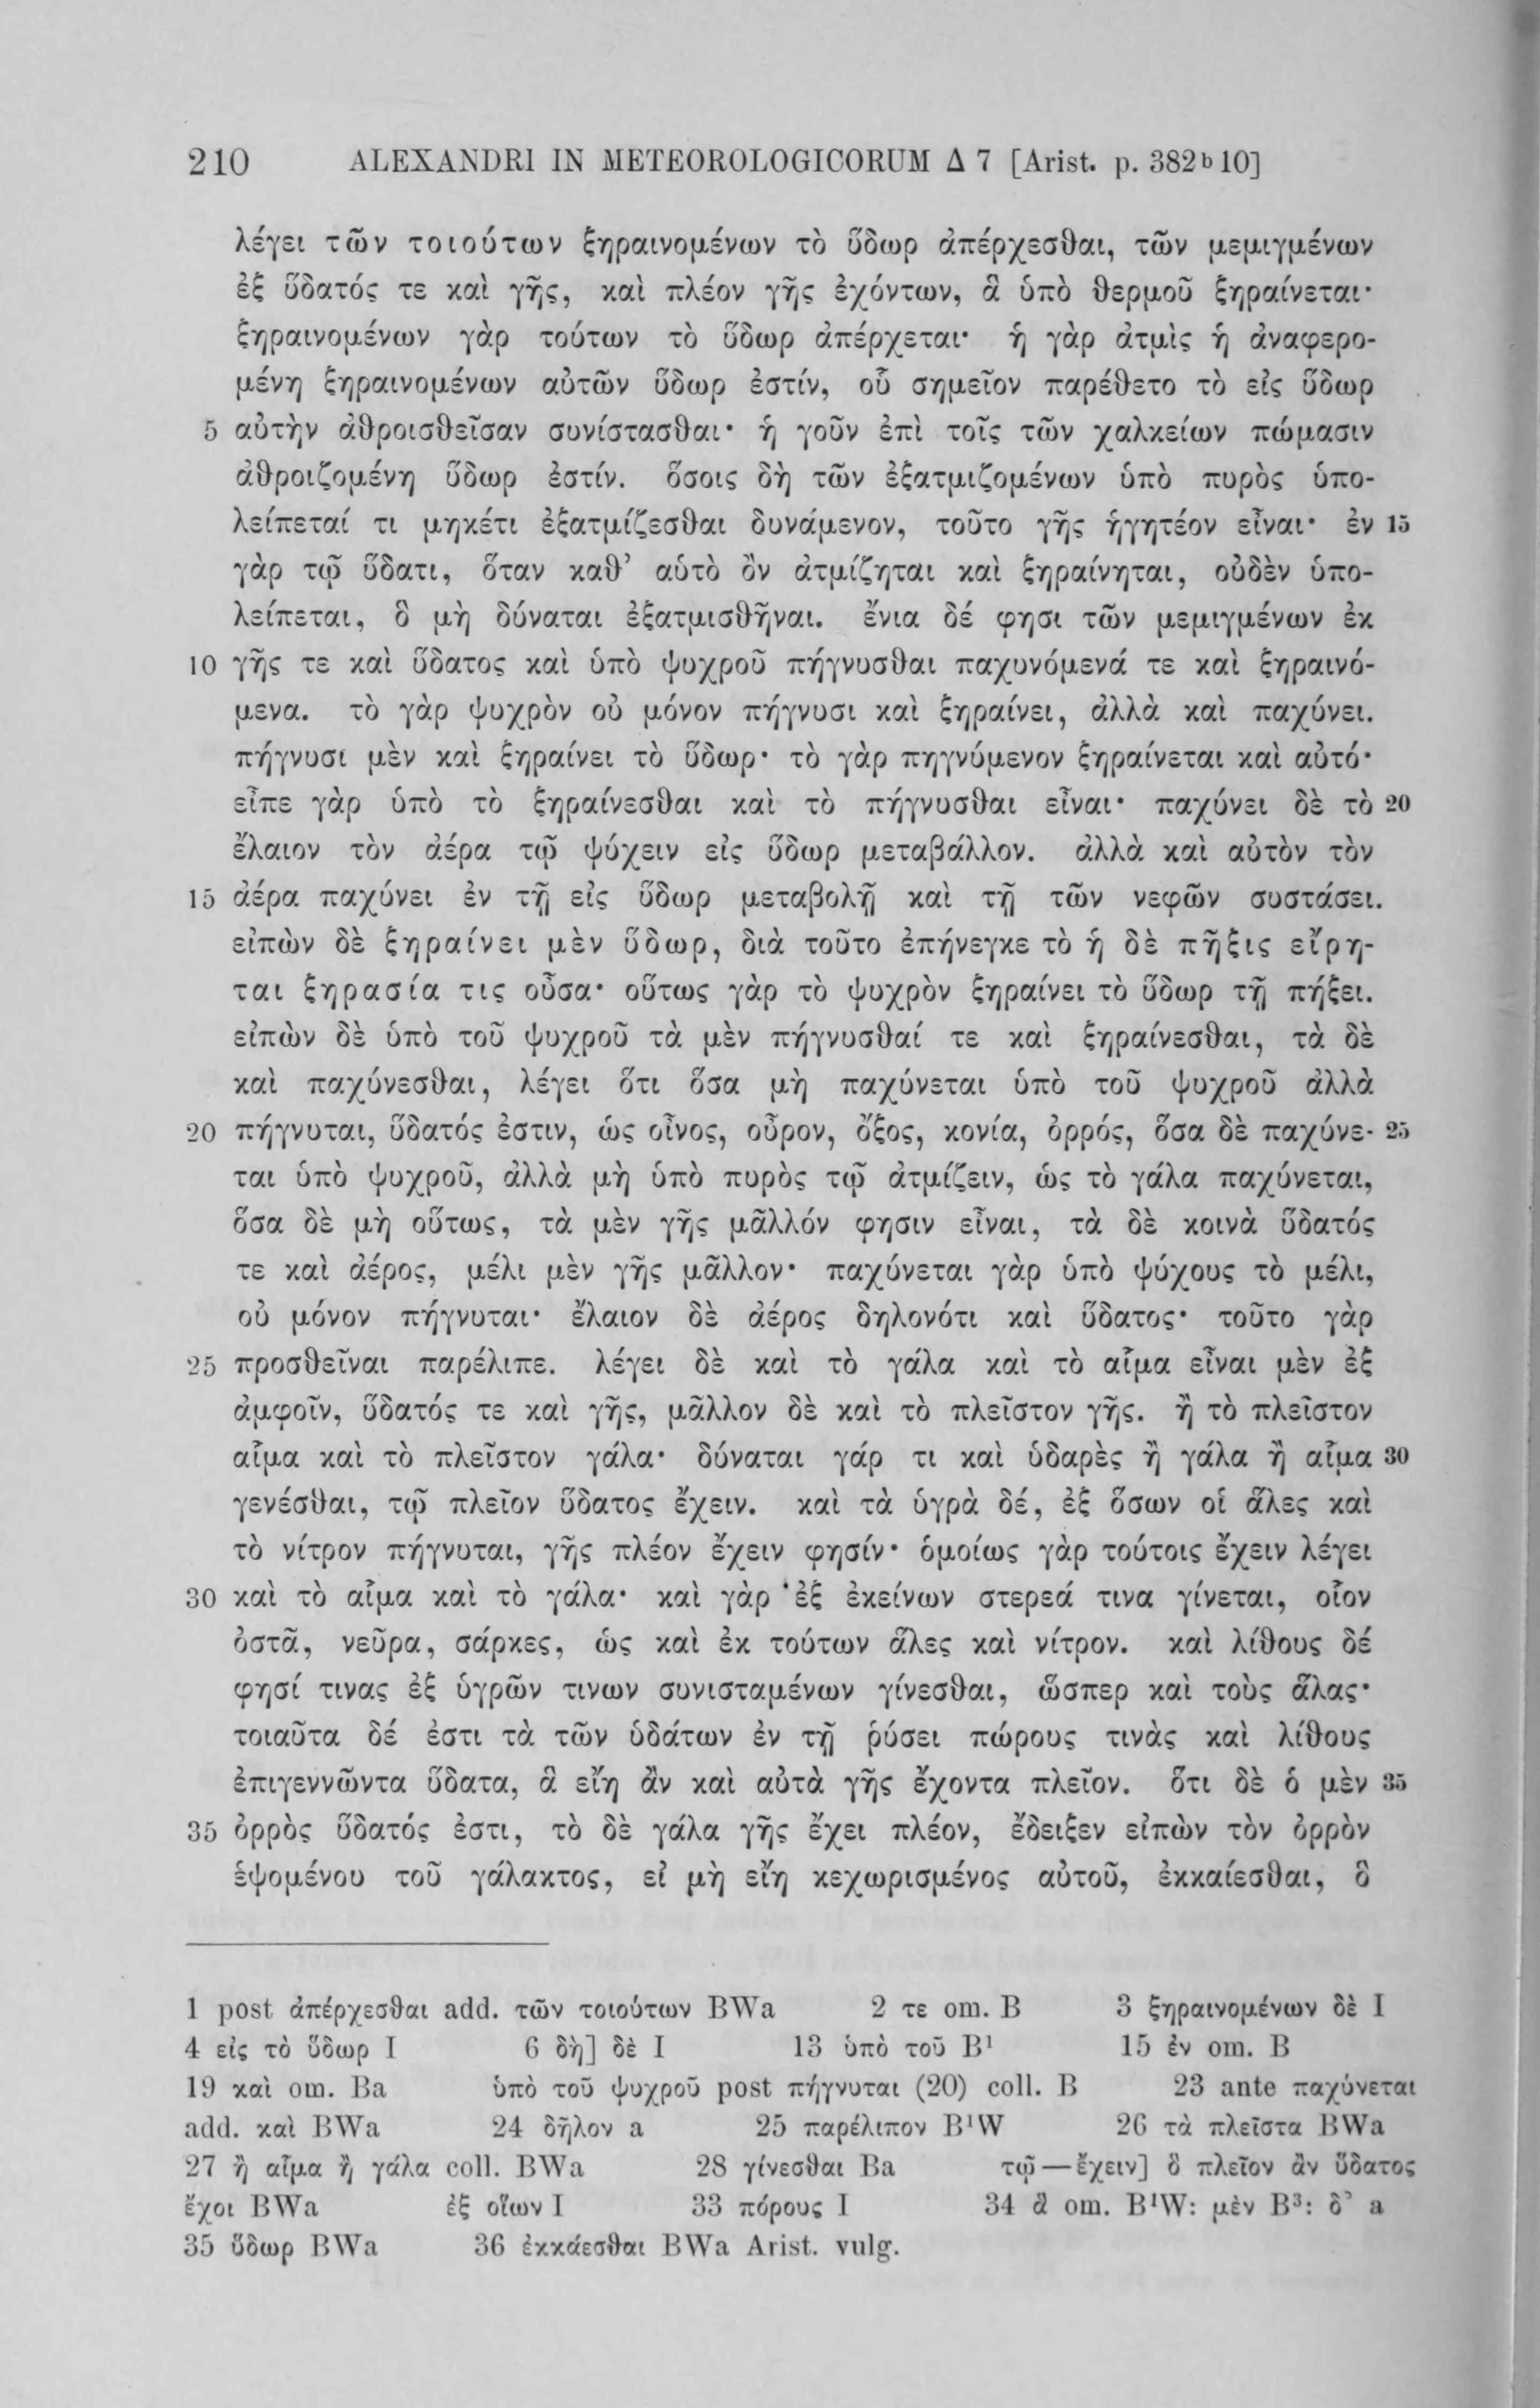 210 ALEXANDRI IN METEOROLOGICORUM Δ 7 [Arist. p. 382b 10]
λέγει τῶν τοιούτων ξηραινομένων τὸ ὕδωρ ἀπέρχεσθαι, τῶν μεμιγμένων
ἐξ ὕδατός τε καὶ γῆς, καὶ πλέον γῆς ἐχόντων, ἃ ὑπὸ θερμοῦ ξηραίνεται·
ξηραινομένων γὰρ τούτων τὸ ὕδωρ ἀπέρχεται· ἡ γὰρ ἀτμὶς ἡ ἀναφερο-
μένη ξηραινομένων αὐτῶν ὕδωρ ἐστίν, οὗ σημεῖον παρέθετο τὸ εἰς ὕδωρ
5 αὐτὴν ἀθροισθεῖσαν συνίστασθαι· ἡ γοῦν ἐπὶ τοῖς τῶν χαλκείων πώμασιν
ἀθροιζομένη ὕδωρ ἐστίν. ὅσοις δὴ τῶν ἐξατμιζομένων ὑπὸ πυρὸς ὑπο-
λείπεταί τι μηκέτι ἐξατμίζεσθαι δυνάμενον, τοῦτο γῆς ἡγητέον εἶναι· ἐν 15
γὰρ τῷ ὕδατι, ὅταν καθ’ αὑτὸ ὂν ἀτμίζηται καὶ ξηραίνηται, οὐδὲν ὑπο-
λείπεται, ὃ μὴ δύναται ἐξατμισθῆναι. ἔνια δέ φησι τῶν μεμιγμένων ἐκ
10 γῆς τε καὶ ὕδατος καὶ ὑπὸ ψυχροῦ πήγνυσθαι παχυνόμενά τε καὶ ξηραινό-
μενα. τὸ γὰρ ψυχρὸν οὐ μόνον πήγνυσι καὶ ξηραίνει, ἀλλὰ καὶ παχύνει.
πήγνυσι μὲν καὶ ξηραίνει τὸ ὕδωρ· τὸ γὰρ πηγνύμενον ξηραίνεται καὶ αὐτό·
εἶπε γὰρ ὑπὸ τὸ ξηραίνεσθαι καὶ τὸ πήγνυσθαι εἶναι· παχύνει δὲ τὸ 20
ἔλαιον τὸν ἀέρα τῷ ψύχειν εἰς ὕδωρ μεταβάλλον. ἀλλὰ καὶ αὐτὸν τὸν
15 ἀέρα παχύνει ἐν τῇ εἰς ὕδωρ μεταβολῇ καὶ τῇ τῶν νεφῶν συστάσει.
εἰπὼν δὲ ξηραίνει μὲν ὕδωρ, διὰ τοῦτο ἐπήνεγκε τὸ ἡ δὲ πῆξις εἴρη-
ται ξηρασία τις οὖσα· οὕτως γὰρ τὸ ψυχρὸν ξηραίνει τὸ ὕδωρ τῇ πήξει.
εἰπὼν δὲ ὑπὸ τοῦ ψυχροῦ τὰ μὲν πήγνυσθαί τε καὶ ξηραίνεσθαι, τὰ δὲ
καὶ παχύνεσθαι, λέγει ὅτι ὅσα μὴ παχύνεται ὑπὸ τοῦ ψυχροῦ ἀλλὰ
20 πήγνυται, ὕδατός ἐστιν, ὡς οἶνος, οὖρον, ὄξος, κονία, ὀρρός, ὅσα δὲ παχύνε- 25
ται ὑπὸ ψυχροῦ, ἀλλὰ μὴ ὑπὸ πυρὸς τῷ ἀτμίζειν, ὡς τὸ γάλα παχύνεται,
ὅσα δὲ μὴ οὕτως, τὰ μὲν γῆς μᾶλλόν φησιν εἶναι, τὰ δὲ κοινὰ ὕδατός
τε καὶ ἀέρος, μέλι μὲν γῆς μᾶλλον· παχύνεται γὰρ ὑπὸ ψύχους τὸ μέλι,
οὐ μόνον πήγνυται· ἔλαιον δὲ ἀέρος δηλονότι καὶ ὕδατος· τοῦτο γὰρ
25 προσθεῖναι παρέλιπε. λέγει δὲ καὶ τὸ γάλα καὶ τὸ αἷμα εἶναι μὲν ἐξ
ἀμφοῖν, ὕδατός τε καὶ γῆς, μᾶλλον δὲ καὶ τὸ πλεῖστον γῆς. ἢ τὸ πλεῖστον
αἷμα καὶ τὸ πλεῖστον γάλα· δύναται γάρ τι καὶ ὑδαρὲς ἢ γάλα ἢ αἷμα 30
γενέσθαι, τῷ πλεῖον ὕδατος ἔχειν. καὶ τὰ ὑγρὰ δέ, ἐξ ὅσων οἱ ἅλες καὶ
τὸ νίτρον πήγνυται, γῆς πλέον ἔχειν φησίν· ὁμοίως γὰρ τούτοις ἔχειν λέγει
30 καὶ τὸ αἷμα καὶ τὸ γάλα· καὶ γὰρ ἐξ ἐκείνων στερεά τινα γίνεται, οἷον
ὀστᾶ, νεῦρα, σάρκες, ὡς καὶ ἐκ τούτων ἅλες καὶ νίτρον. καὶ λίθους δέ
φησί τινας ἐξ ὑγρῶν τινων συνισταμένων γίνεσθαι, ὥσπερ καὶ τοὺς ἅλας·
τοιαῦτα δέ ἐστι τὰ τῶν ὑδάτων ἐν τῇ ῥύσει πώρους τινὰς καὶ λίθους
ἐπιγεννῶντα ὕδατα, ἃ εἴη ἂν καὶ αὐτὰ γῆς ἔχοντα πλεῖον. ὅτι δὲ ὁ μὲν 35
35 ὀρρὸς ὕδατός ἐστι, τὸ δὲ γάλα γῆς ἔχει πλέον, ἔδειξεν εἰπὼν τὸν ὀρρὸν
ἑψομένου τοῦ γάλακτος, εἰ μὴ εἴη κεχωρισμένος αὐτοῦ, ἐκκαίεσθαι, ὃ
1 post ἀπέρχεσθαι add. τῶν τοιούτων BWa 2 τε om. B 3 ξηραινομένων δὲ I
4 εἰς τὸ ὕδωρ I 6 δὴ] δὲ I 13 ὑπὸ τοῦ B¹ 15 ἐν om. B
19 καὶ om. Ba ὑπὸ τοῦ ψυχροῦ post πήγνυται (20) coll. B 23 ante παχύνεται
add. καὶ BWa 24 δῆλον a 25 παρέλιπον B¹W 26 τὰ πλεῖστα BWa
27 ἢ αἷμα ἢ γάλα coll. BWa 28 γίνεσθαι Ba τῷ — ἔχειν] ὃ πλεῖον ἂν ὕδατος
ἔχοι BWa ἐξ οἵων I 33 πόρους I 34 ἃ om. B¹W: μὲν B³: δ’ a
35 ὕδωρ BWa 36 ἐκκάεσθαι BWa Arist. vulg.